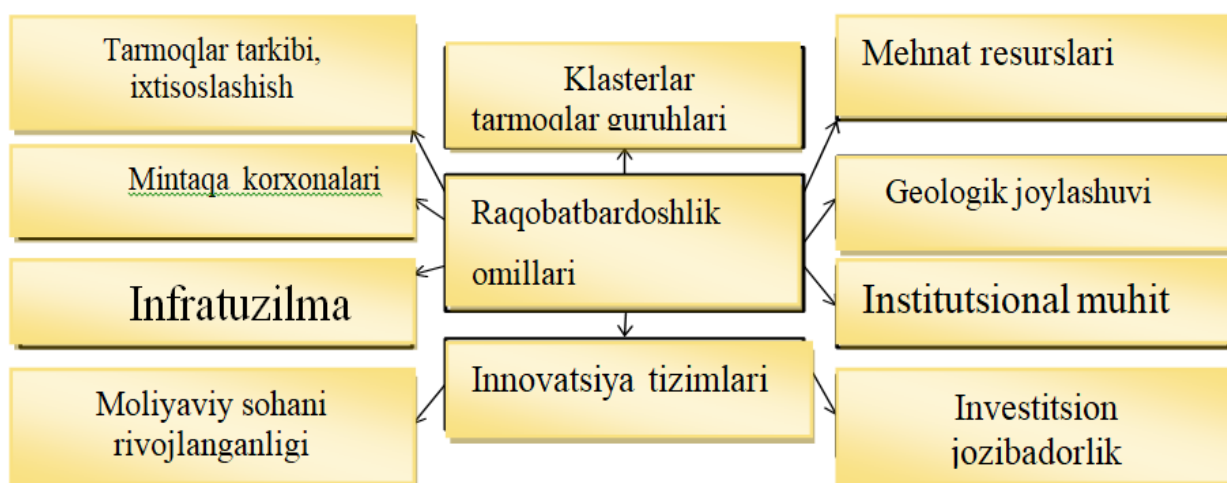 Tarmoqlar tarkibi,
ixtisoslashish
Klasterlar
tarmoqlar guruhlari
Mehnat resurslari
Mintaqa korxonalari
Raqobatbardoshlik
omillari
Geologik joylashuvi
Infratuzilma
Institutsional muhit
Innovatsiya tizimlari
Moliyaviy sohani
rivojlanganligi
Investitsion
jozibadorlik